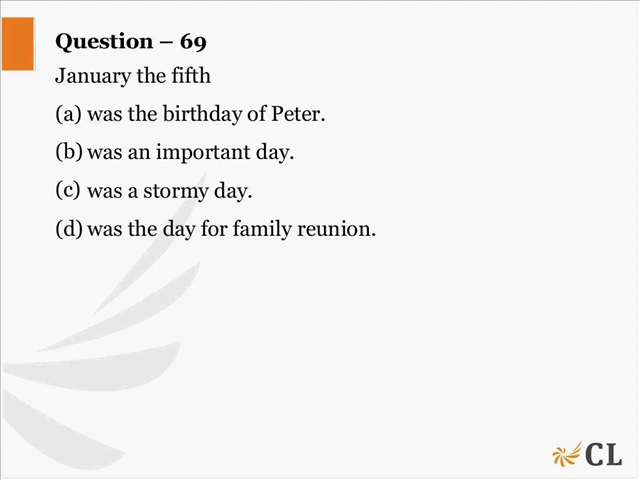 Question – 69
January the fifth
(a) was the birthday of Peter.
(b) was an important day.
(c) was a stormy day.
(d) was the day for family reunion.
CL